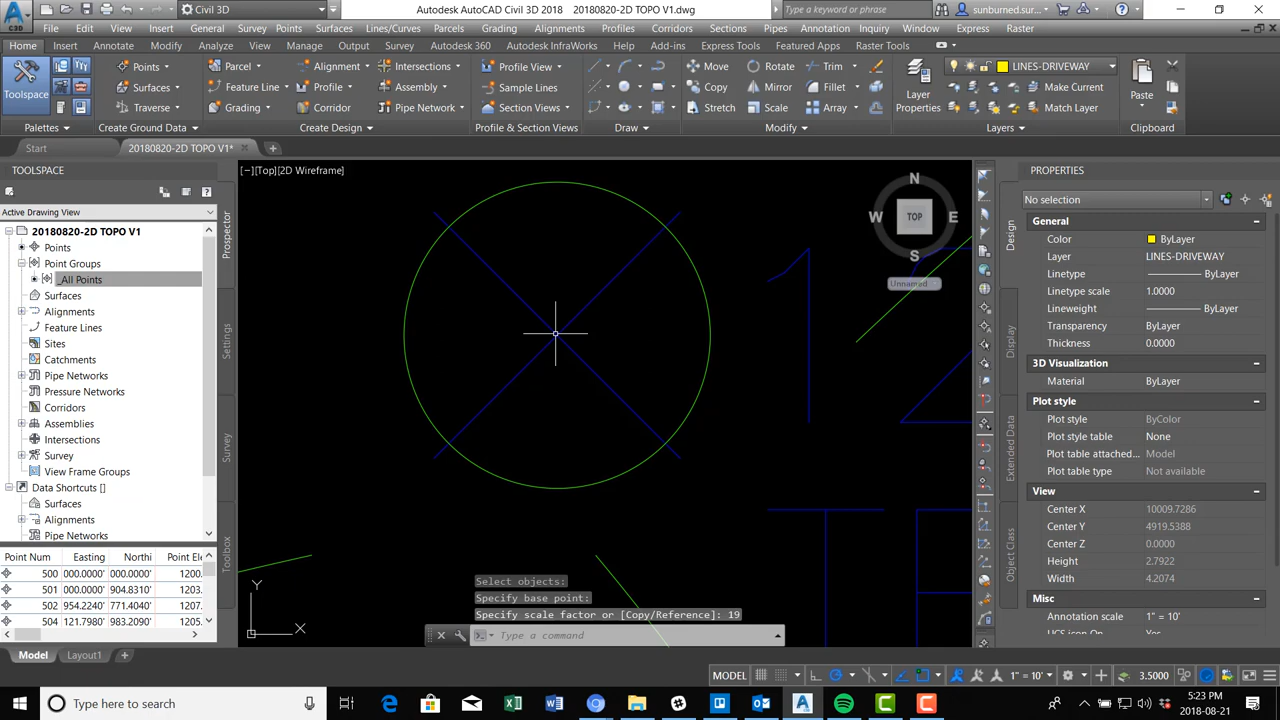 A
C3D
Civil 3D
Autodesk AutoCAD Civil 3D 2018 20180820-2D TOPO V1.dwg
Type a keyword or phrase
sunburned.sur...
File Edit View Insert General Survey Points Surfaces Lines/Curves Parcels Grading Alignments Profiles Corridors Sections Pipes Annotation Inquiry Window Express Raster
Home Insert Annotate Modify Analyze View Manage Output Survey Autodesk 360 Autodesk InfraWorks Help Add-ins Express Tools Featured Apps Raster Tools
Toolspace
Points Parcel Alignment Intersections Profile View Move Rotate Trim LINES-DRIVEWAY
Surfaces Feature Line Profile Assembly Sample Lines Copy Mirror Fillet Make Current
Traverse Grading Corridor Pipe Network Section Views Stretch Scale Array Match Layer
Layer Properties
Paste
Palettes Create Ground Data Create Design Profile & Section Views Draw Modify Layers Clipboard
Start 20180820-2D TOPO V1*
TOOLSPACE
Active Drawing View
20180820-2D TOPO V1
Points
Point Groups
_All Points
Surfaces
Alignments
Feature Lines
Sites
Catchments
Pipe Networks
Pressure Networks
Corridors
Assemblies
Intersections
Survey
View Frame Groups
Data Shortcuts []
Surfaces
Alignments
Pipe Networks
Prospector
Settings
Survey
Toolbox
Point Num Easting Northi Point Ele
500 000.0000' 000.0000' 1200.
501 000.0000' 904.8310' 1203.
502 954.2240' 771.4040' 1207.
504 121.7980' 983.2090' 1205.
[−][Top][2D Wireframe]
N
W TOP E
S
Unnamed
Y
X
Select objects:
Specify base point:
Specify scale factor or [Copy/Reference]: 19
Type a command
PROPERTIES
No selection
Design
Display
Extended Data
Object Class
General
Color ByLayer
Layer LINES-DRIVEWAY
Linetype ByLayer
Linetype scale 1.0000
Lineweight ByLayer
Transparency ByLayer
Thickness 0.0000
3D Visualization
Material ByLayer
Plot style
Plot style ByColor
Plot style table None
Plot table attached... Model
Plot table type Not available
View
Center X 10009.7286
Center Y 4919.5388
Center Z 0.0000
Height 2.7922
Width 4.2074
Misc
Annotation scale 1" = 10'
UCS icon On Yes
Model Layout1
MODEL 1" = 10' 3.5000
Type here to search
5:23 PM
2018-08-21